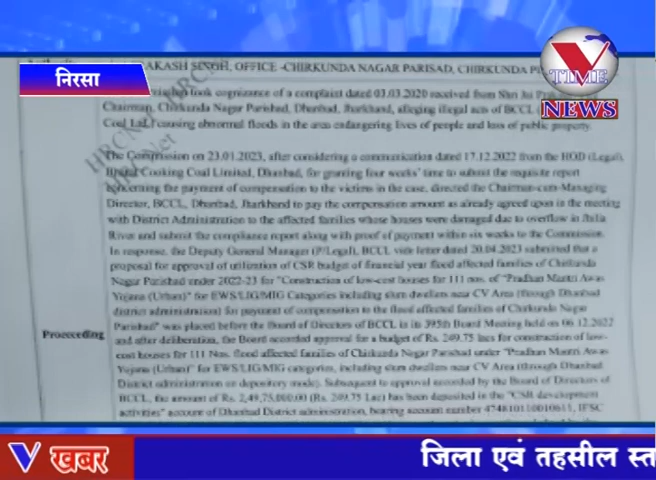 AKASH SINGH, OFFICE -CHIRKUNDA NAGAR PARISAD, CHIRKUNDA
निरसा
V TIME NEWS
took cognizance of a complaint dated 03.03.2020 received from Shri Jai
Chairman, Chirkunda Nagar Parishad, Dhanbad, Jharkhand, alleging illegal acts of BCCL
Coal Ltd. causing abnormal floods in the area endangering lives of people and loss of public property.
The Commission on 23.01.2023, after considering a communication dated 17.12.2022 from the HOD (Legal),
Cooking Coal Limited, Dhanbad, for granting four weeks' time to submit the requisite report
concerning the payment of compensation to the victims in the case, directed the Chairman-cum-Managing
Director, BCCL, Dhanbad, Jharkhand to pay the compensation amount as already agreed upon in the meeting
with District Administration to the affected families whose houses were damaged due to overflow in
River and submit the compliance report along with proof of payment within six weeks to the Commission.
In response, the Deputy General Manager (P/Legal), BCCL vide letter dated 20.04.2023 submitted that a
proposal for approval of utilization of CSR budget of financial year flood affected families of Chirkunda
Nagar Parishad under 2022-23 for "Construction of low-cost houses for 111 nos. of "Pradhan Mantri Awas
Yojana (Urban)" for EWS/LIG/MIG Categories including slum dwellers near CV Area (through Dhanbad
district administration) for payment of compensation to the flood affected families of Chirkunda Nagar
Parishad" was placed before the Board of Directors of BCCL in its 395th Board Meeting held on 06.12.2022
Proceeding
and after deliberation, the Board accorded approval for a budget of Rs. 249.75 lacs for construction of low-
cost houses for 111 Nos. flood affected families of Chirkunda Nagar Parishad under "Pradhan Mantri Awas
Yojana (Urban)" for EWS/LIG/MIG categories, including slum dwellers near CV Area (through Dhanbad
District administration on depository mode). Subsequent to approval accorded by the Board of Directors of
BCCL, the amount of Rs. 2,49,75,000.00 (Rs. 249.75 Lac) has been deposited in the "CSR development
activities" account of Dhanbad District administration, bearing account number 47481011001061, IFSC
V खबर
जिला एवं तहसील स्त